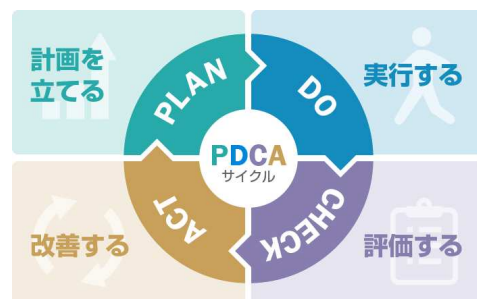 計画を
立てる
PLAN
DO
実行する
PDCA
サイクル
改善する
ACT
CHECK
評価する